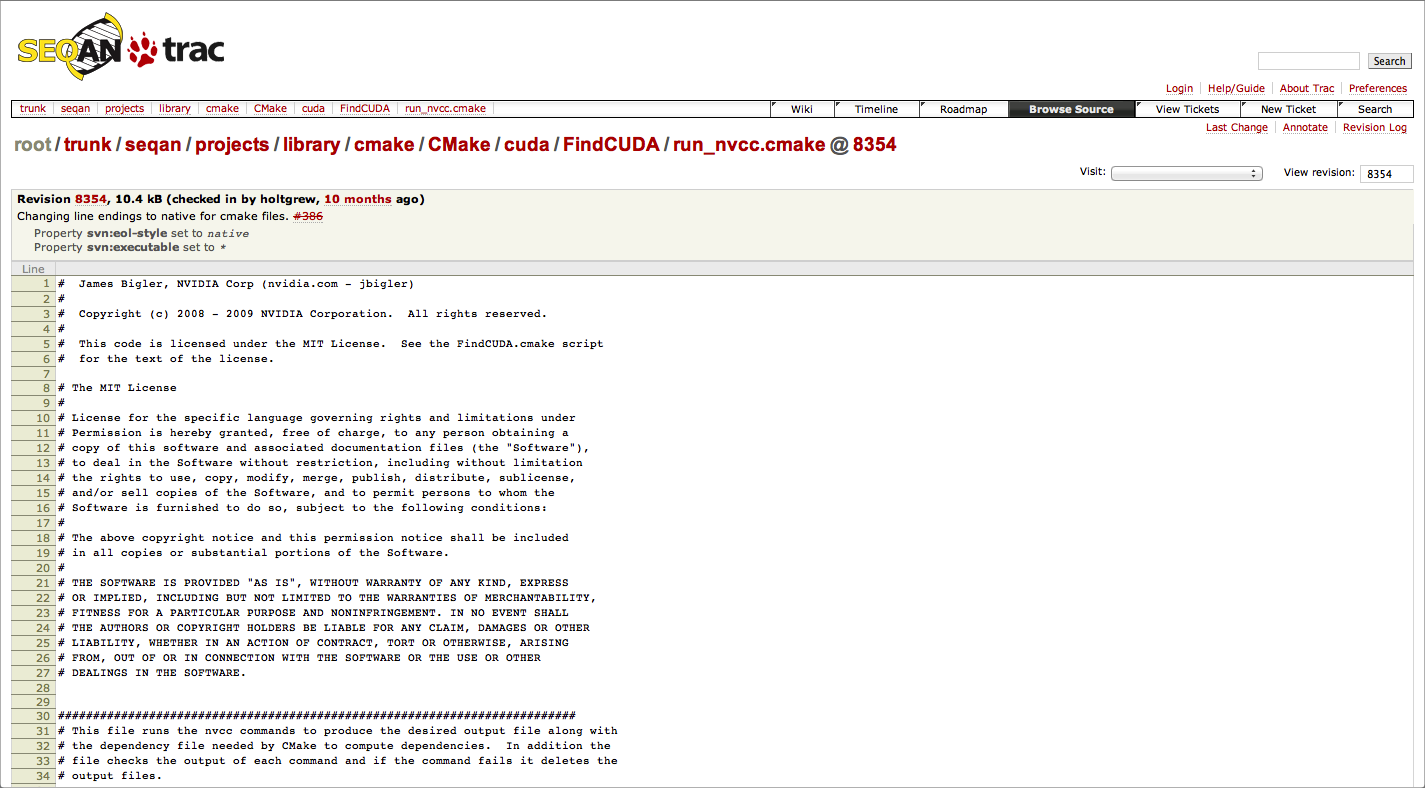 SEQAN trac
Search
Login Help/Guide About Trac Preferences
trunk seqan projects library cmake CMake cuda FindCUDA run_nvcc.cmake Wiki Timeline Roadmap Browse Source View Tickets New Ticket Search
Last Change Annotate Revision Log
root / trunk / seqan / projects / library / cmake / CMake / cuda / FindCUDA / run_nvcc.cmake @ 8354
Visit: View revision: 8354
Revision 8354, 10.4 kB (checked in by holtgrew, 10 months ago)
Changing line endings to native for cmake files. #386
Property svn:eol-style set to native
Property svn:executable set to *
Line
1 #  James Bigler, NVIDIA Corp (nvidia.com - jbigler)
2 #
3 #  Copyright (c) 2008 - 2009 NVIDIA Corporation.  All rights reserved.
4 #
5 #  This code is licensed under the MIT License.  See the FindCUDA.cmake script
6 #  for the text of the license.
7
8 # The MIT License
9 #
10 # License for the specific language governing rights and limitations under
11 # Permission is hereby granted, free of charge, to any person obtaining a
12 # copy of this software and associated documentation files (the "Software"),
13 # to deal in the Software without restriction, including without limitation
14 # the rights to use, copy, modify, merge, publish, distribute, sublicense,
15 # and/or sell copies of the Software, and to permit persons to whom the
16 # Software is furnished to do so, subject to the following conditions:
17 #
18 # The above copyright notice and this permission notice shall be included
19 # in all copies or substantial portions of the Software.
20 #
21 # THE SOFTWARE IS PROVIDED "AS IS", WITHOUT WARRANTY OF ANY KIND, EXPRESS
22 # OR IMPLIED, INCLUDING BUT NOT LIMITED TO THE WARRANTIES OF MERCHANTABILITY,
23 # FITNESS FOR A PARTICULAR PURPOSE AND NONINFRINGEMENT. IN NO EVENT SHALL
24 # THE AUTHORS OR COPYRIGHT HOLDERS BE LIABLE FOR ANY CLAIM, DAMAGES OR OTHER
25 # LIABILITY, WHETHER IN AN ACTION OF CONTRACT, TORT OR OTHERWISE, ARISING
26 # FROM, OUT OF OR IN CONNECTION WITH THE SOFTWARE OR THE USE OR OTHER
27 # DEALINGS IN THE SOFTWARE.
28
29
30 ##########################################################################
31 # This file runs the nvcc commands to produce the desired output file along with
32 # the dependency file needed by CMake to compute dependencies.  In addition the
33 # file checks the output of each command and if the command fails it deletes the
34 # output files.